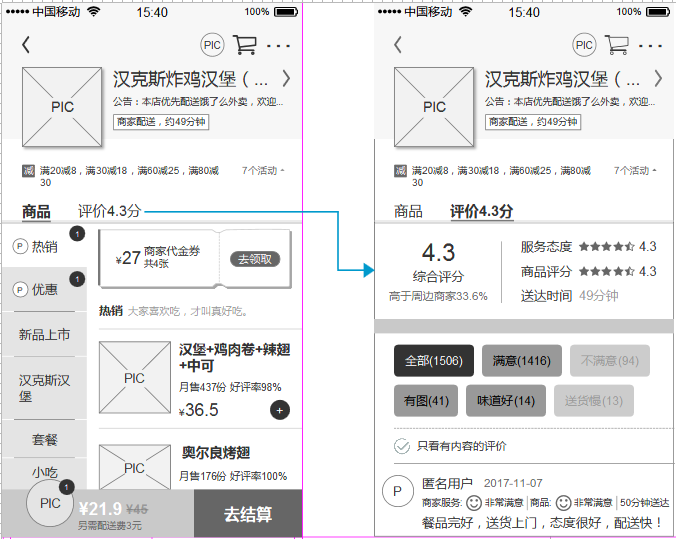 中国移动 15:40 100%
PIC
PIC
汉克斯炸鸡汉堡（...
公告：本店优先配送饿了么外卖，欢迎...
商家配送，约49分钟
减 满20减8，满30减18，满60减25，满80减30 7个活动
商品 评价4.3分
P 热销 1
P 优惠 1
新品上市
汉克斯汉堡
套餐
小吃
¥27 商家代金券
共4张
去领取
热销 大家喜欢吃，才叫真好吃。
PIC
汉堡+鸡肉卷+辣翅+中可
月售437份 好评率98%
¥36.5 +
PIC
奥尔良烤翅
月售176份 好评率100%
PIC 1
¥21.9 ¥45
另需配送费3元
去结算
中国移动 15:40 100%
PIC
PIC
汉克斯炸鸡汉堡（...
公告：本店优先配送饿了么外卖，欢迎...
商家配送，约49分钟
减 满20减8，满30减18，满60减25，满80减30 7个活动
商品 评价4.3分
4.3
综合评分
高于周边商家33.6%
服务态度 4.3
商品评分 4.3
送达时间 49分钟
全部(1506) 满意(1416) 不满意(94)
有图(41) 味道好(14) 送货慢(13)
只看有内容的评价
P
匿名用户 2017-11-07
商家服务: 非常满意 商品: 非常满意 50分钟送达
餐品完好，送货上门，态度很好，配送快！